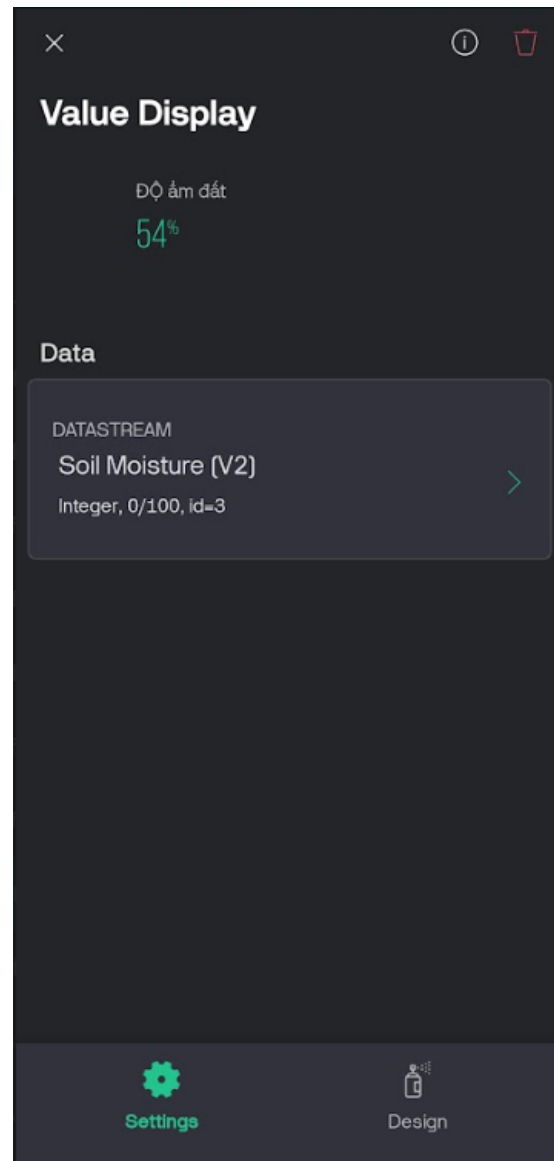 Value Display
ĐỘ ẩm đất
54%
Data
DATASTREAM
Soil Moisture (V2)
Integer, 0/100, id=3
Settings
Design